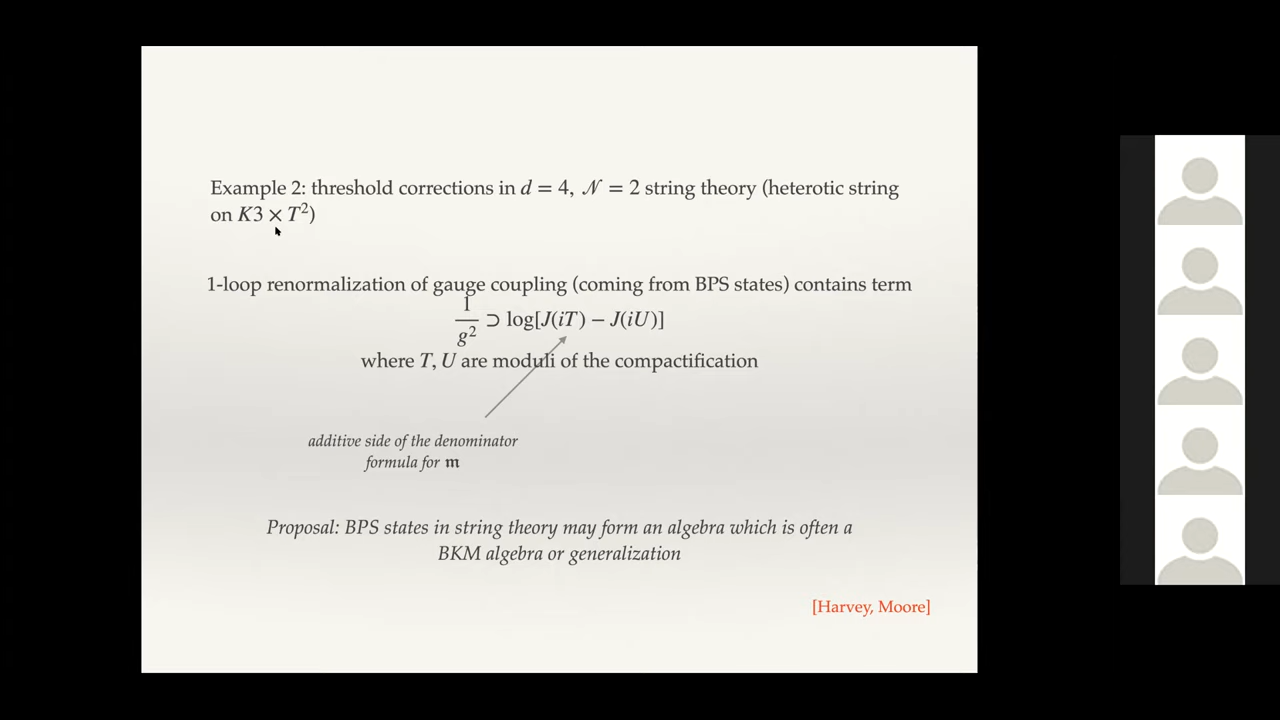 Example 2: threshold corrections in d = 4, 𝒩 = 2 string theory (heterotic string
on K3 × T²)
1-loop renormalization of gauge coupling (coming from BPS states) contains term
1/g² ⊃ log[J(iT) − J(iU)]
where T, U are moduli of the compactification
additive side of the denominator
formula for 𝔪
Proposal: BPS states in string theory may form an algebra which is often a
BKM algebra or generalization
[Harvey, Moore]